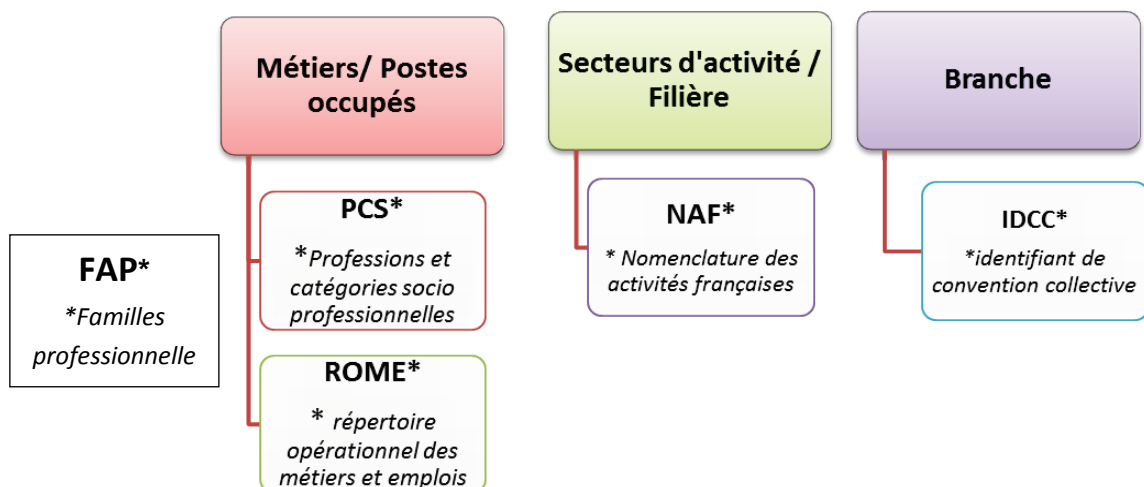 Métiers/ Postes
occupés
Secteurs d'activité /
Filière
Branche
FAP*
*Familles
professionnelle
PCS*
*Professions et
catégories socio
professionnelles
ROME*
* répertoire
opérationnel des
métiers et emplois
NAF*
* Nomenclature des
activités françaises
IDCC*
*identifiant de
convention collective